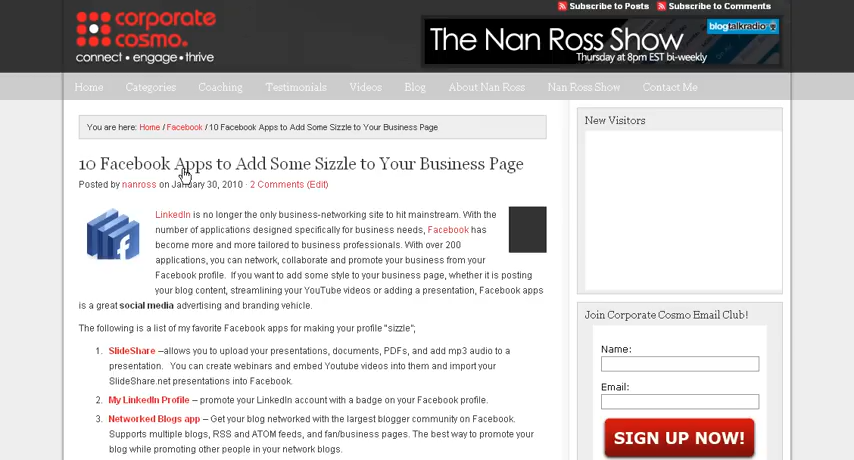 Subscribe to Posts Subscribe to Comments
corporate
cosmo.
connect • engage • thrive
blogtalkradio
The Nan Ross Show
Thursday at 8pm EST bi-weekly
Home Categories Coaching Testimonials Videos Blog About Nan Ross Nan Ross Show Contact Me
You are here: Home / Facebook / 10 Facebook Apps to Add Some Sizzle to Your Business Page
10 Facebook Apps to Add Some Sizzle to Your Business Page
Posted by nanross on January 30, 2010 · 2 Comments (Edit)
LinkedIn is no longer the only business-networking site to hit mainstream. With the
number of applications designed specifically for business needs, Facebook has
become more and more tailored to business professionals. With over 200
applications, you can network, collaborate and promote your business from your
Facebook profile. If you want to add some style to your business page, whether it is posting
your blog content, streamlining your YouTube videos or adding a presentation, Facebook apps
is a great social media advertising and branding vehicle.
The following is a list of my favorite Facebook apps for making your profile "sizzle";
1. SlideShare –allows you to upload your presentations, documents, PDFs, and add mp3 audio to a
presentation. You can create webinars and embed Youtube videos into them and import your
SlideShare.net presentations into Facebook.
2. My LinkedIn Profile – promote your LinkedIn account with a badge on your Facebook profile.
3. Networked Blogs app – Get your blog networked with the largest blogger community on Facebook.
Supports multiple blogs, RSS and ATOM feeds, and fan/business pages. The best way to promote your
blog while promoting other people in your network blogs.
New Visitors
Join Corporate Cosmo Email Club!
Name:
Email:
SIGN UP NOW!